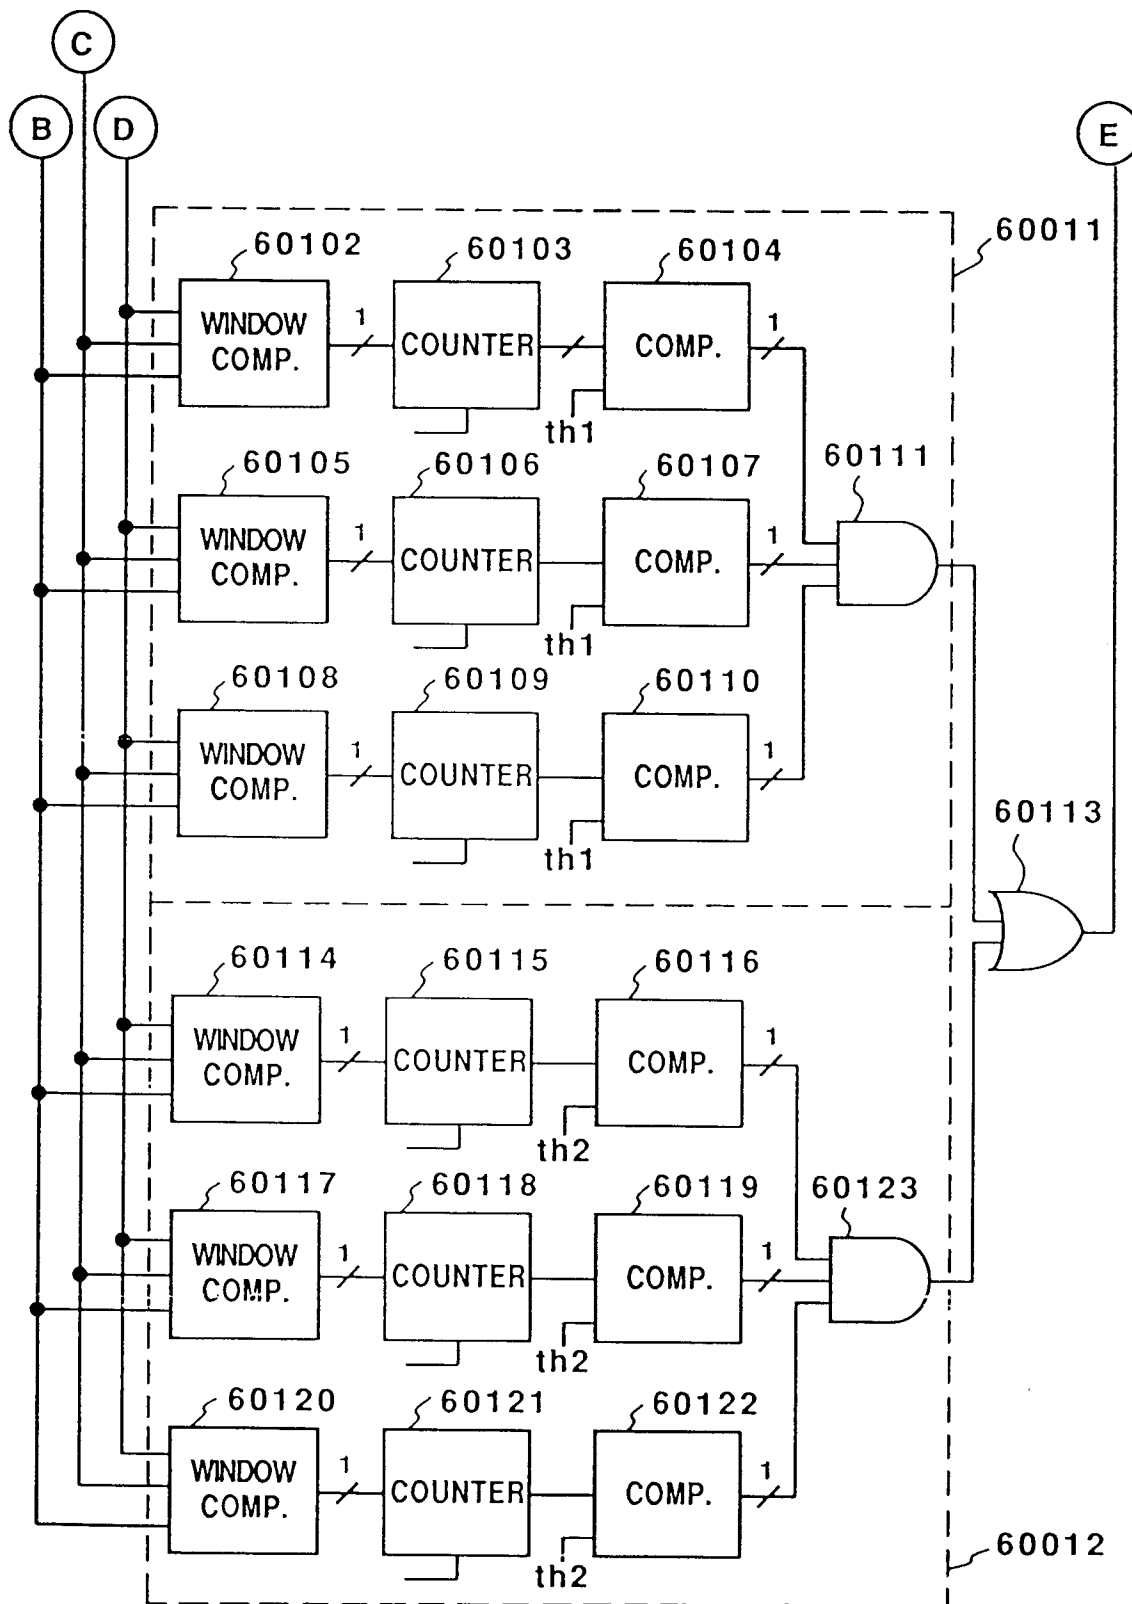 C
B D E
60011
60102 60103 60104
WINDOW COMP.
1
COUNTER
COMP.
1
th1
60105 60106 60107
60111
WINDOW COMP.
1
COUNTER
COMP.
1
th1
60108 60109 60110
WINDOW COMP.
1
COUNTER
COMP.
1
th1
60113
60114 60115 60116
WINDOW COMP.
1
COUNTER
COMP.
1
th2
60117 60118 60119
60123
WINDOW COMP.
1
COUNTER
COMP.
1
th2
60120 60121 60122
WINDOW COMP.
1
COUNTER
COMP.
1
th2
60012